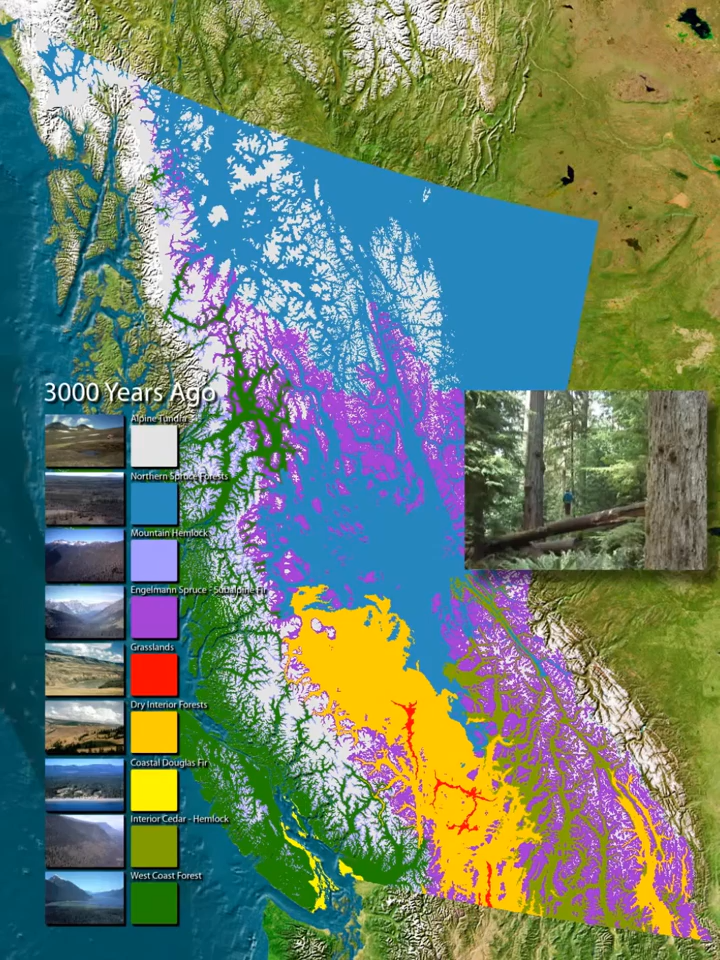 3000 Years Ago
Alpine Tundra
Northern Spruce Forests
Mountain Hemlock
Engelmann Spruce - Subalpine Fir
Grasslands
Dry Interior Forests
Coastal Douglas Fir
Interior Cedar - Hemlock
West Coast Forest